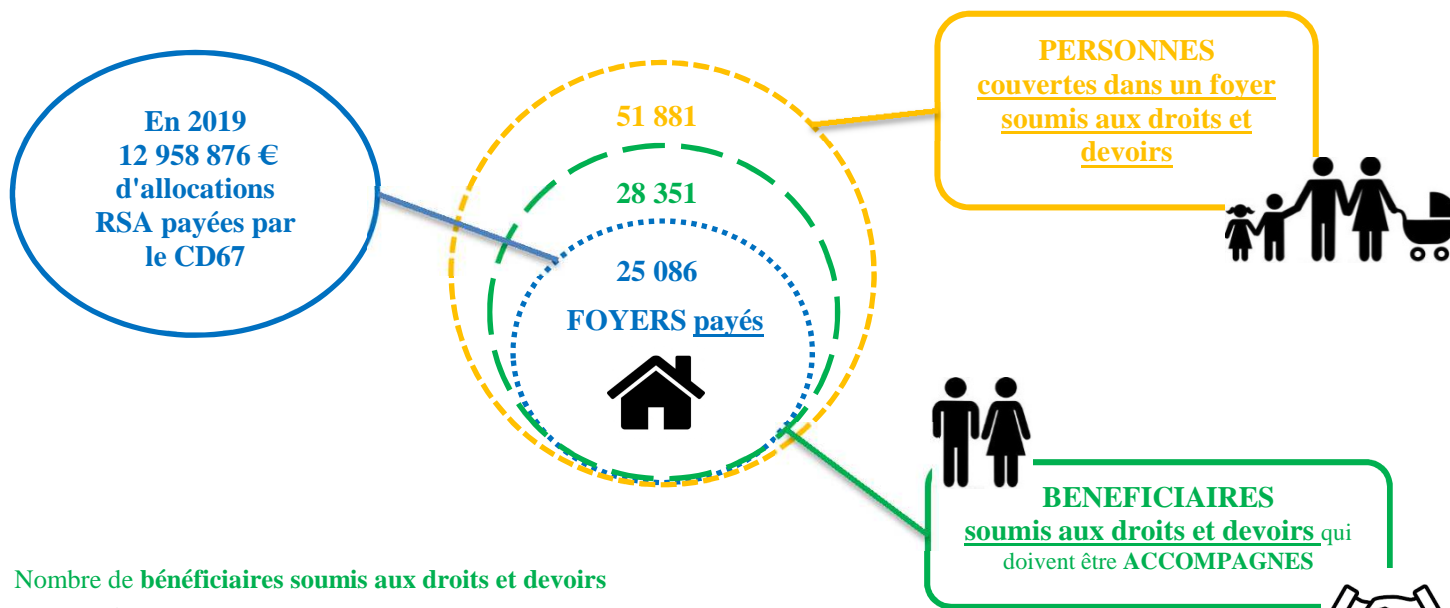 En 2019
12 958 876 €
d'allocations
RSA payées par
le CD67
51 881
28 351
25 086
FOYERS payés
PERSONNES
couvertes dans un foyer
soumis aux droits et
devoirs
BENEFICIAIRES
soumis aux droits et devoirs qui
doivent être ACCOMPAGNES
Nombre de bénéficiaires soumis aux droits et devoirs